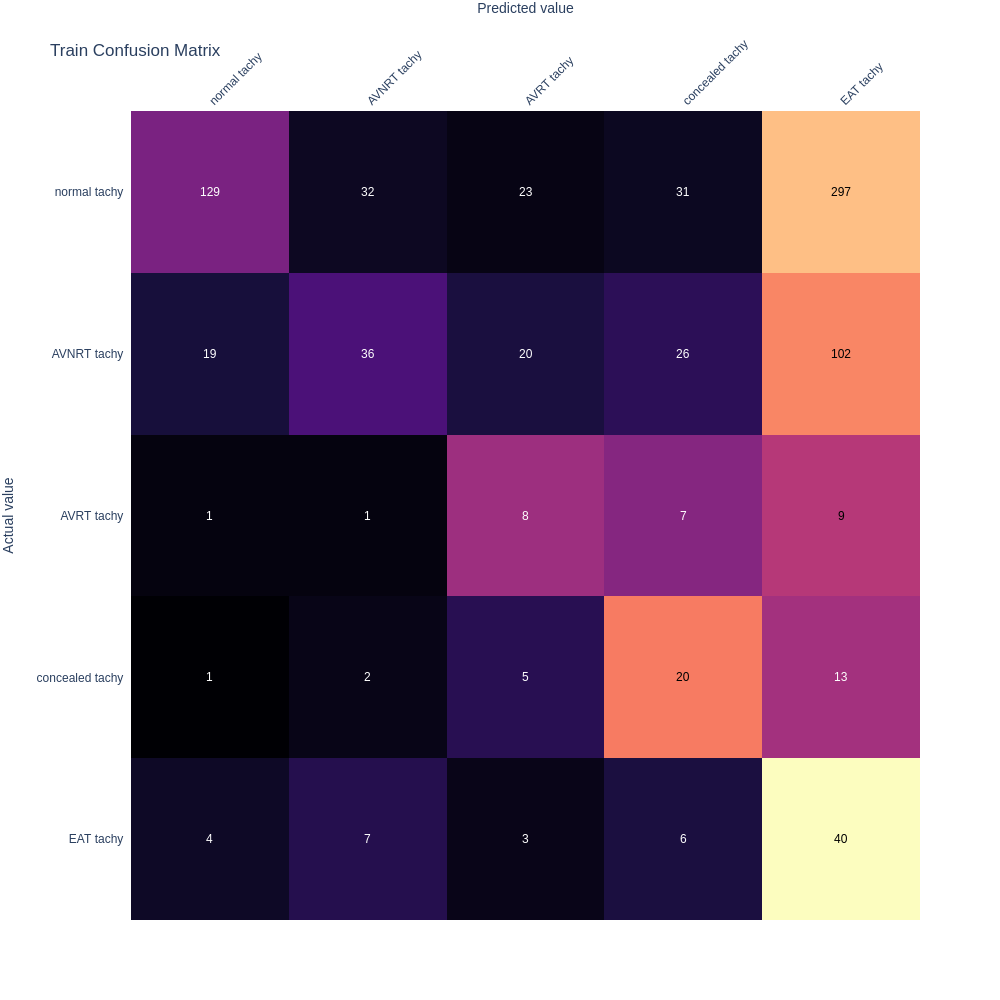 Predicted value
Train Confusion Matrix
normal tachy
AVNRT tachy
AVRT tachy
concealed tachy
EAT tachy
normal tachy 129 32 23 31 297
AVNRT tachy 19 36 20 26 102
AVRT tachy 1 1 8 7 9
Actual value
concealed tachy 1 2 5 20 13
EAT tachy 4 7 3 6 40